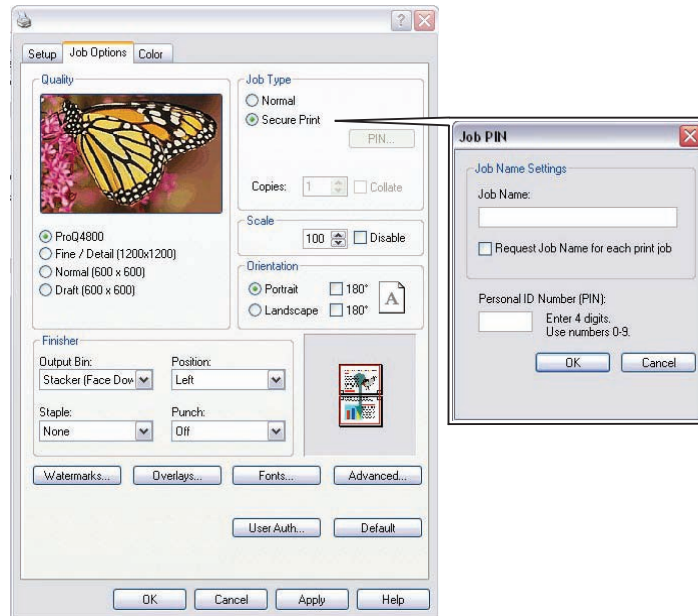 Setup
Job Options
Color
Quality
ProQ4800
Fine / Detail (1200x1200)
Normal (600 x 600)
Draft (600 x 600)
Job Type
Normal
Secure Print
PIN...
Copies: 1 Collate
Scale
100 Disable
Orientation
Portrait 180°
Landscape 180°
A
Finisher
Output Bin: Position:
Stacker (Face Dow Left
Staple: Punch:
None Off
Watermarks... Overlays... Fonts... Advanced...
User Auth... Default
OK Cancel Apply Help
Job PIN
Job Name Settings
Job Name:
Request Job Name for each print job
Personal ID Number (PIN):
Enter 4 digits.
Use numbers 0-9.
OK Cancel